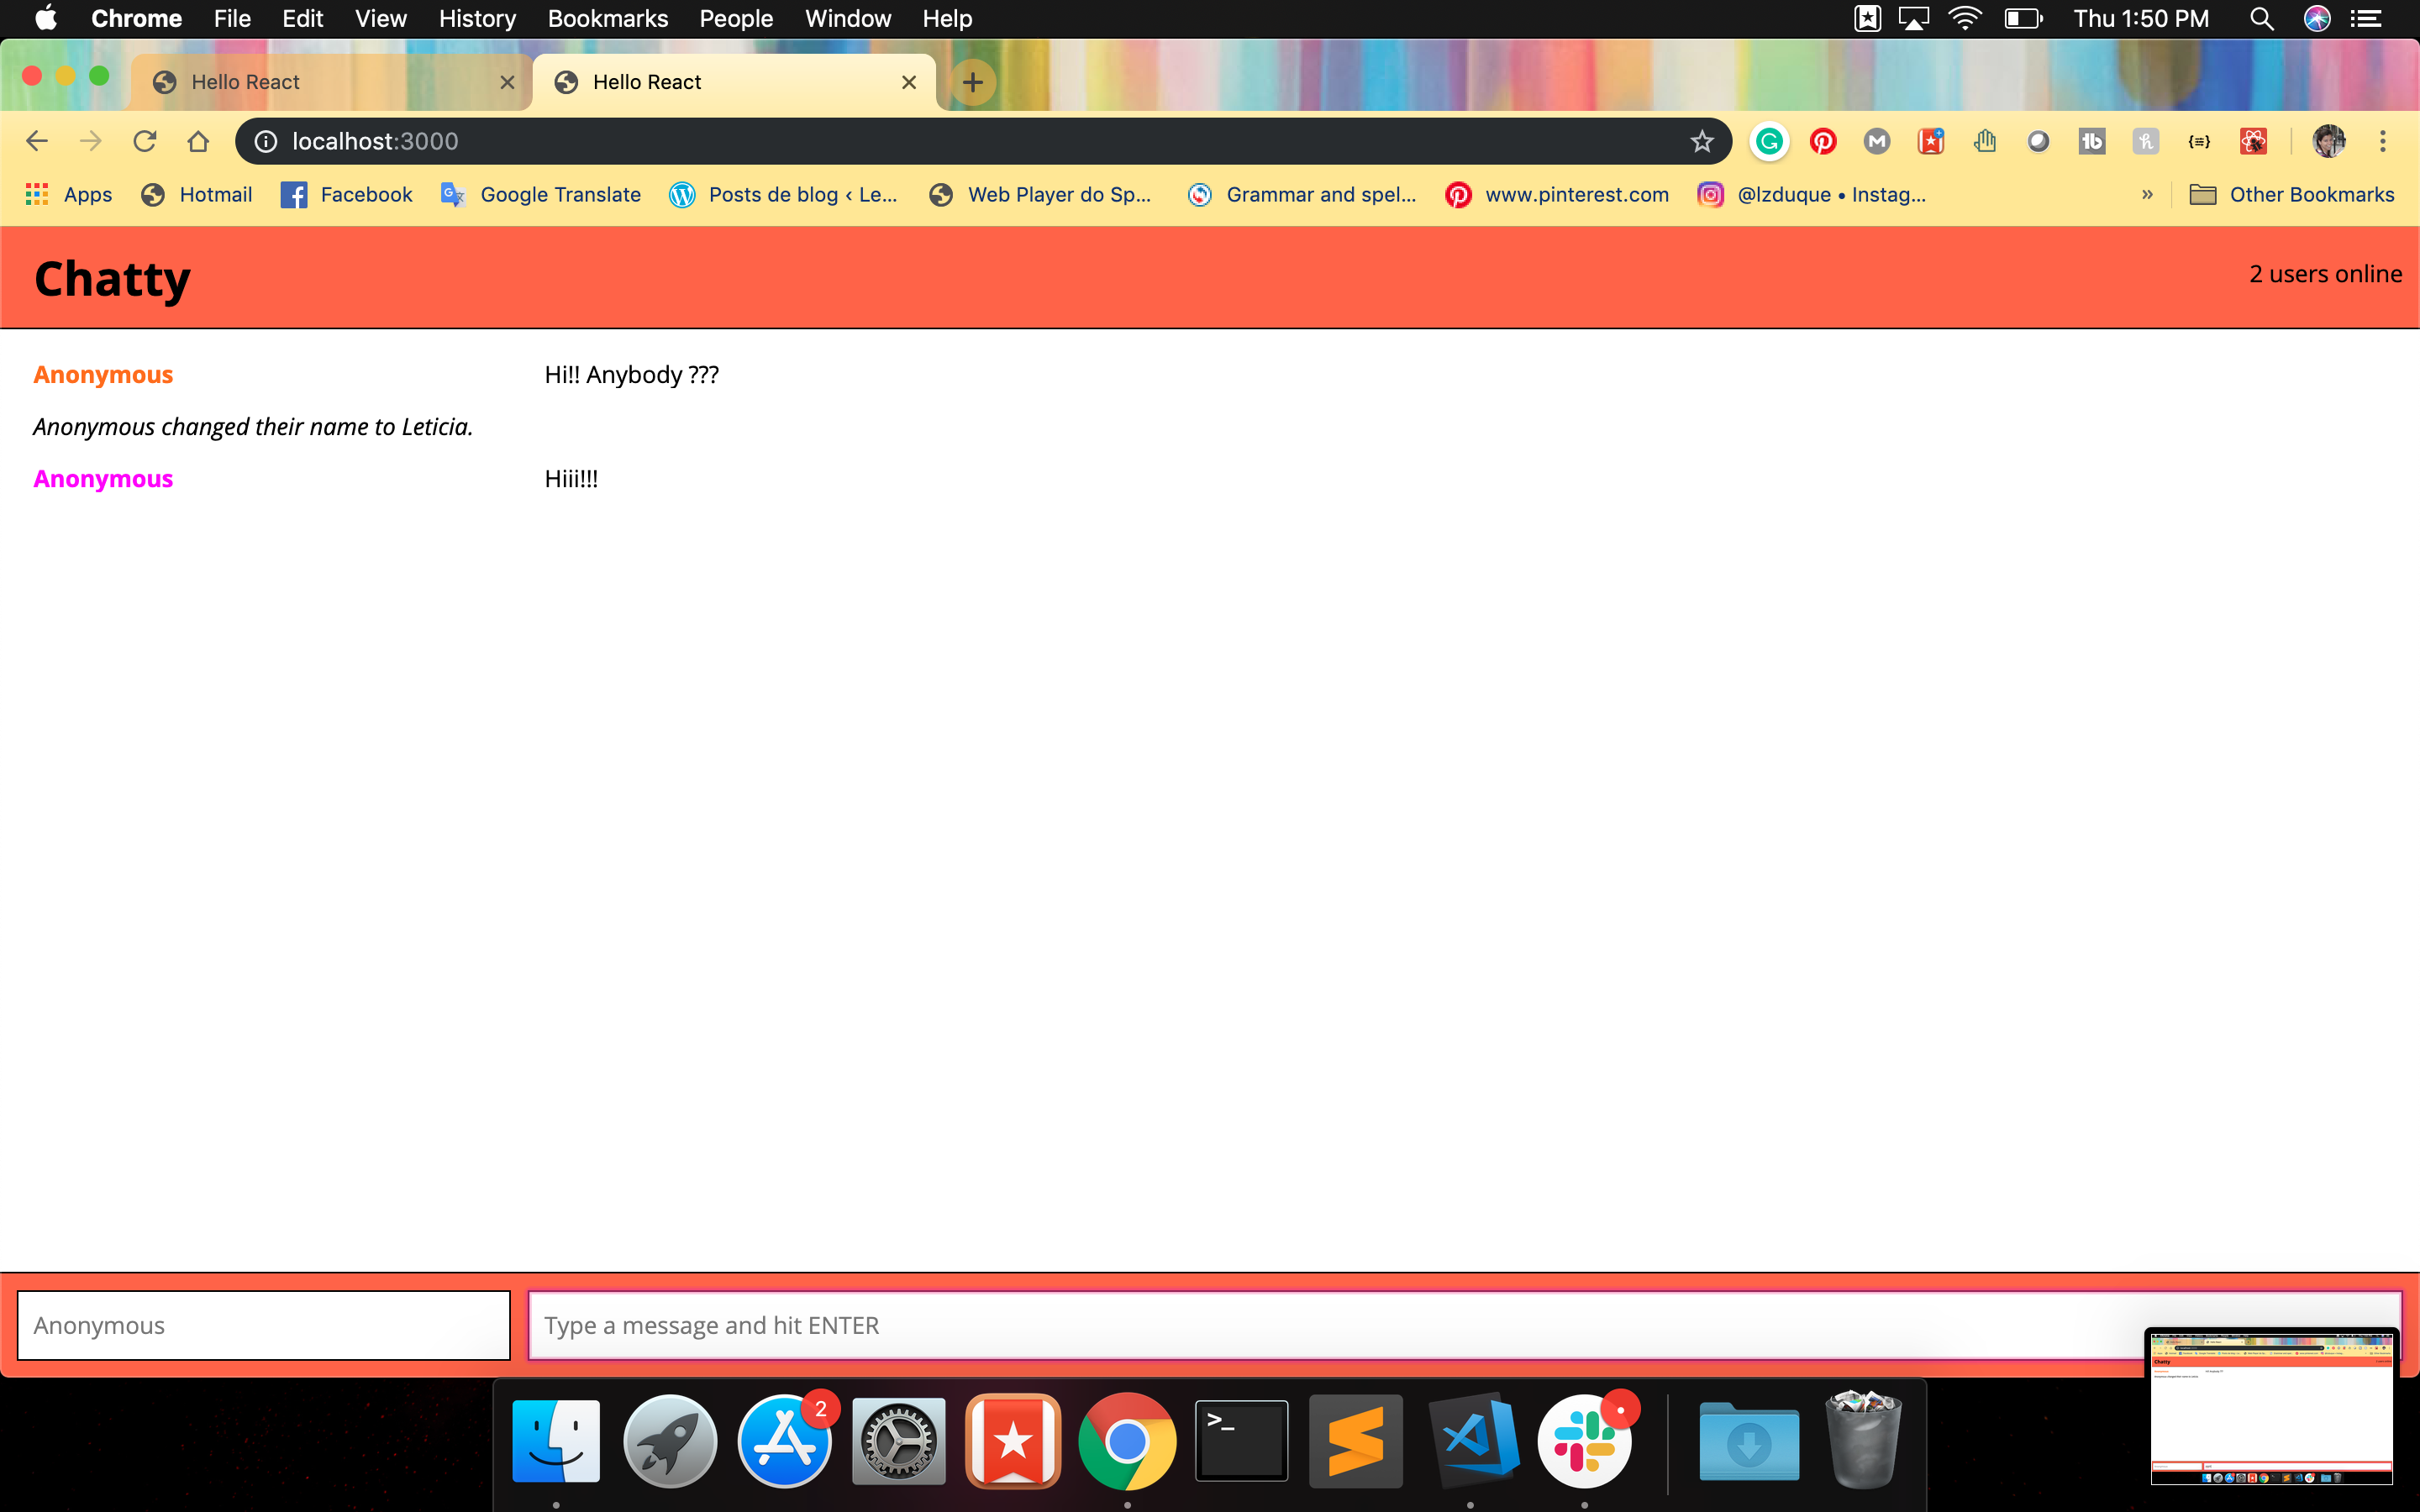 Chrome File Edit View History Bookmarks People Window Help Thu 1:50 PM
Hello React Hello React
localhost:3000
Apps Hotmail Facebook Google Translate Posts de blog ‹ Le... Web Player do Sp... Grammar and spel... www.pinterest.com @lzduque • Instag... » Other Bookmarks
Chatty 2 users online
Anonymous Hi!! Anybody ???
Anonymous changed their name to Leticia.
Anonymous Hiii!!!
Anonymous Type a message and hit ENTER
2
Chatty